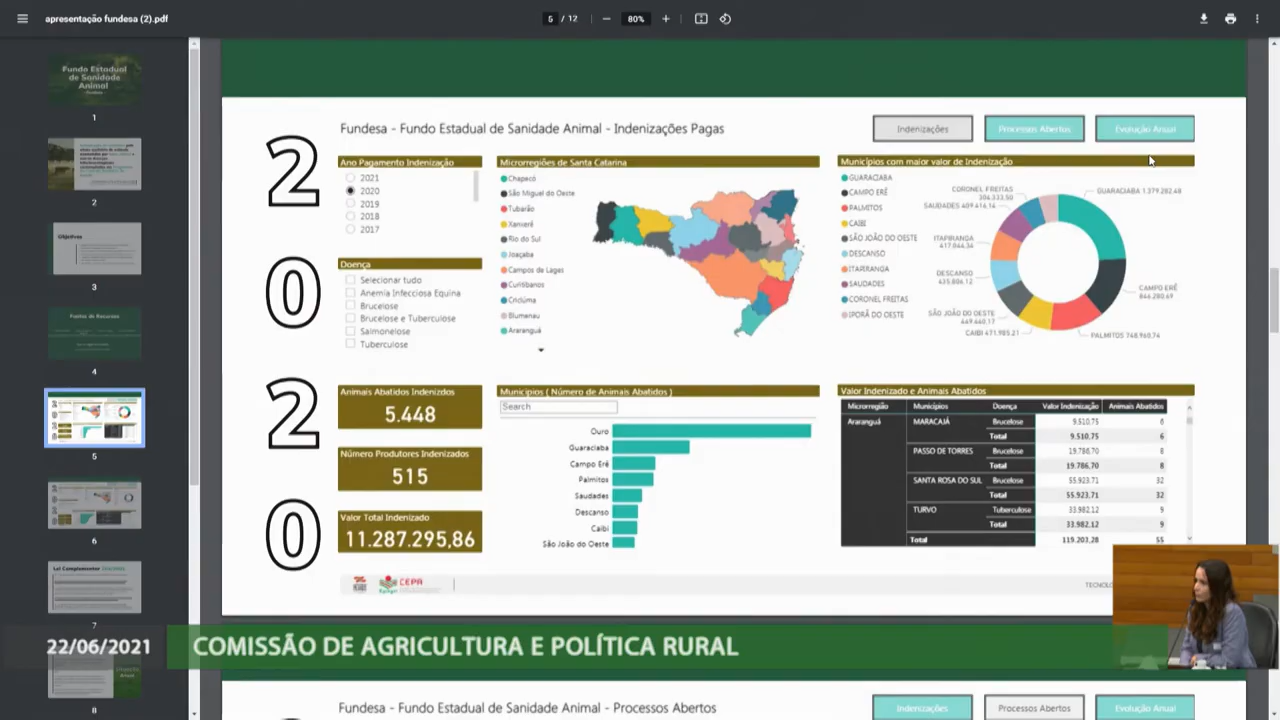 apresentação fundesa (2).pdf
5 / 12
80%
Fundo Estadual
de Sanidade
Animal
1
2
Objetivos
3
Fontes de Recursos
4
5
6
Lei Complementar
7
8
2020
Fundesa - Fundo Estadual de Sanidade Animal - Indenizações Pagas
Indenizações
Processos Abertos
Evolução Anual
Ano Pagamento Indenização
2021
2020
2019
2018
2017
Doença
Selecionar tudo
Anemia Infecciosa Equina
Brucelose
Brucelose e Tuberculose
Salmonelose
Tuberculose
Microrregiões de Santa Catarina
Chapecó
São Miguel do Oeste
Tubarão
Xanxerê
Rio do Sul
Joaçaba
Campos de Lages
Curitibanos
Criciúma
Blumenau
Araranguá
Municípios com maior valor de Indenização
GUARACIABA
CAMPO ERÊ
PALMITOS
CAIBI
SÃO JOÃO DO OESTE
DESCANSO
ITAPIRANGA
SAUDADES
CORONEL FREITAS
IPORÃ DO OESTE
CORONEL FREITAS
SAUDADES 409.416,14
ITAPIRANGA
417.044,34
DESCANSO
435.806,12
SÃO JOÃO DO OESTE
449.440,17
CAIBI 471.985,21
GUARACIABA 1.379.282,48
CAMPO ERÊ
846.280,69
PALMITOS 748.960,74
Animais Abatidos Indenizdos
5.448
Número Produtores Indenizados
515
Valor Total Indenizado
11.287.295,86
Municípios ( Número de Animais Abatidos )
Search
Ouro
Guaraciaba
Campo Erê
Palmitos
Saudades
Descanso
Caibi
São João do Oeste
Valor Indenizado e Animais Abatidos
Microrregião Municípios Doença Valor Indenização Animais Abatidos
Araranguá MARACAJÁ Brucelose 9.510,75 6
Total 9.510,75 6
PASSO DE TORRES Brucelose 19.786,70 8
Total 19.786,70 8
SANTA ROSA DO SUL Brucelose 55.923,71 32
Total 55.923,71 32
TURVO Tuberculose 33.982,12 9
Total 33.982,12 9
Total 119.203,28 55
CEPA
TECNOL
22/06/2021
COMISSÃO DE AGRICULTURA E POLÍTICA RURAL
Fundesa - Fundo Estadual de Sanidade Animal - Processos Abertos
Indenizações
Processos Abertos
Evolução Anual